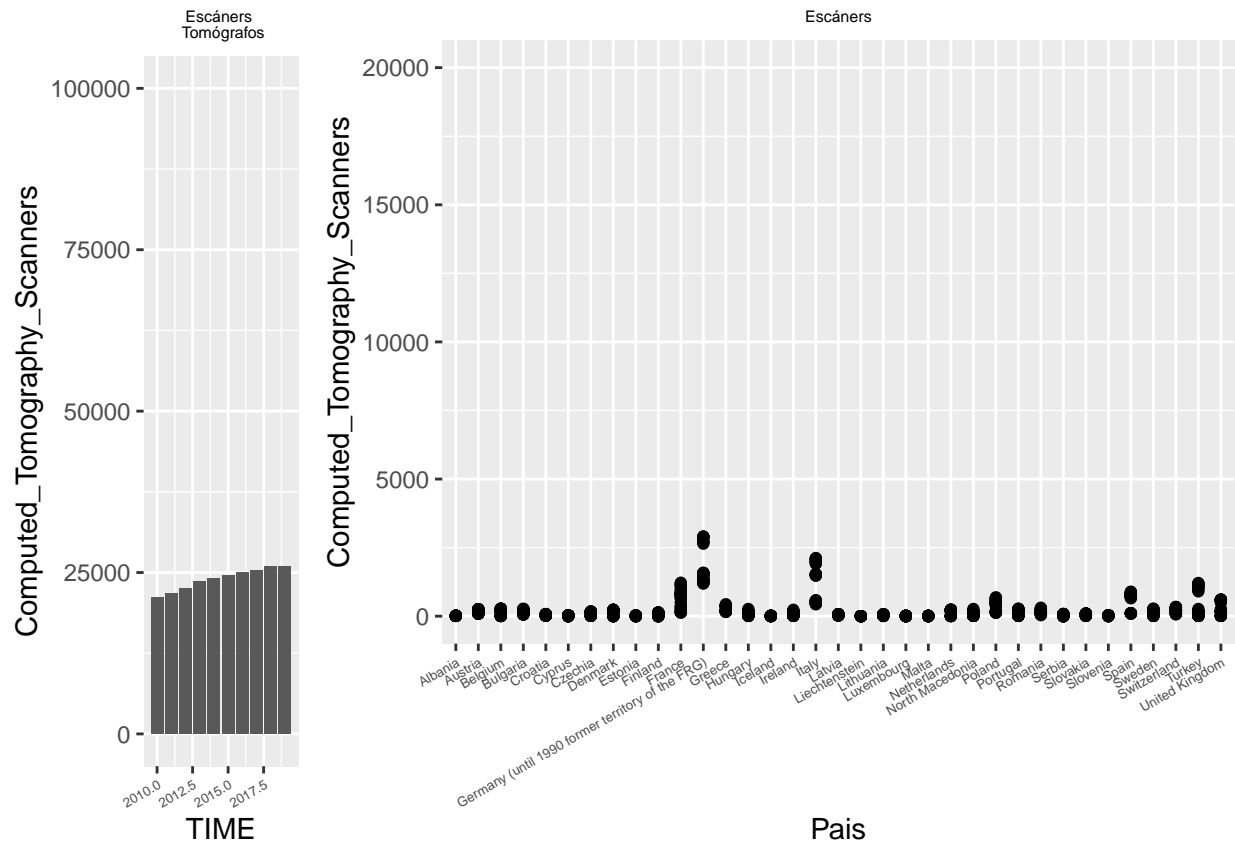 Escáners
Tomógrafos
Computed_Tomography_Scanners
100000
75000
50000
25000
0
2010.0
2012.5
2015.0
2017.5
TIME
Escáners
Computed_Tomography_Scanners
20000
15000
10000
5000
0
Albania
Austria
Belgium
Bulgaria
Croatia
Cyprus
Czechia
Denmark
Estonia
Finland
France
Germany (until 1990 former territory of the FRG)
Greece
Hungary
Iceland
Ireland
Italy
Latvia
Liechtenstein
Lithuania
Luxembourg
Malta
Netherlands
North Macedonia
Poland
Portugal
Romania
Serbia
Slovakia
Slovenia
Spain
Sweden
Switzerland
Turkey
United Kingdom
Pais